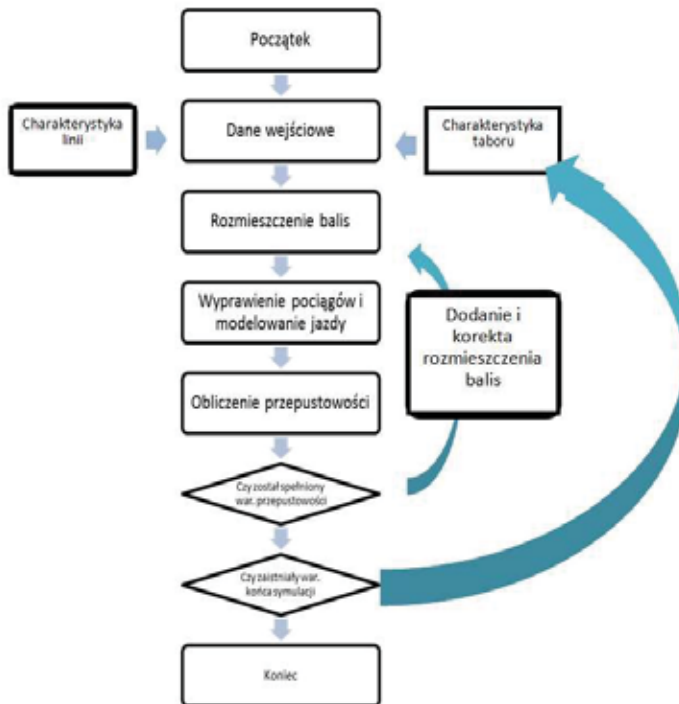 Początek
Charakterystyka
linii
Dane wejściowe
Charakterystyka
taboru
Rozmieszczenie balis
Wyprawienie pociągów i
modelowanie jazdy
Dodanie i
korekta
rozmieszczenia
balis
Obliczenie przepustowości
Czy został spełniony
war. przepustowości
Czy zaistniały war.
końca symulacji
Koniec